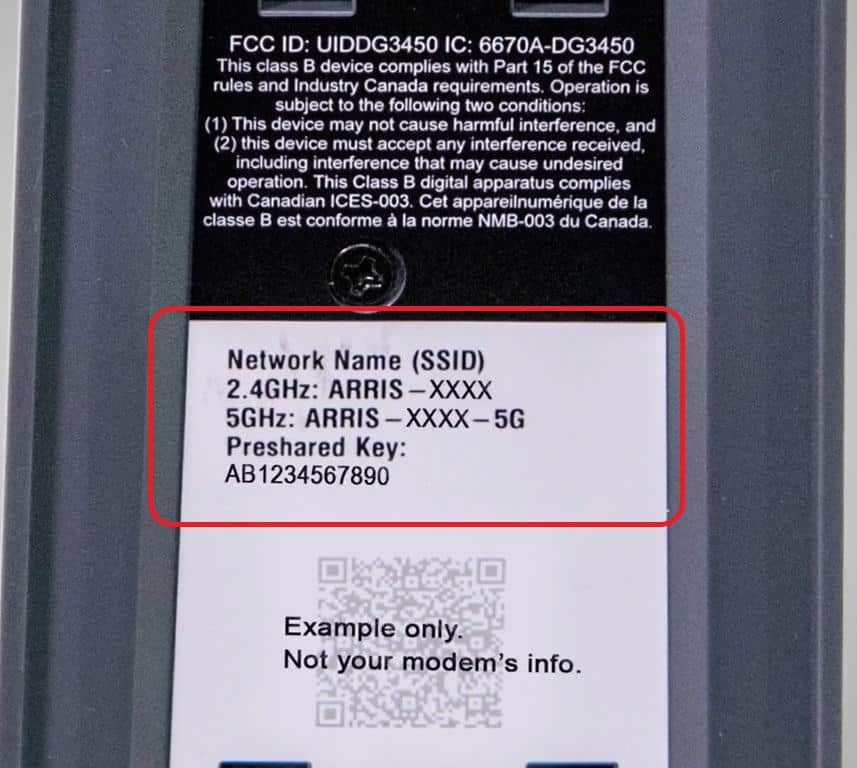 FCC ID: UIDDG3450 IC: 6670A-DG3450
This class B device complies with Part 15 of the FCC
rules and Industry Canada requirements. Operation is
subject to the following two conditions:
(1) This device may not cause harmful interference, and
(2) this device must accept any interference received,
including interference that may cause undesired
operation. This Class B digital apparatus complies
with Canadian ICES-003. Cet appareilnumérique de la
classe B est conforme à la norme NMB-003 du Canada.
Network Name (SSID)
2.4GHz: ARRIS–XXXX
5GHz: ARRIS–XXXX–5G
Preshared Key:
AB1234567890
Example only.
Not your modem's info.